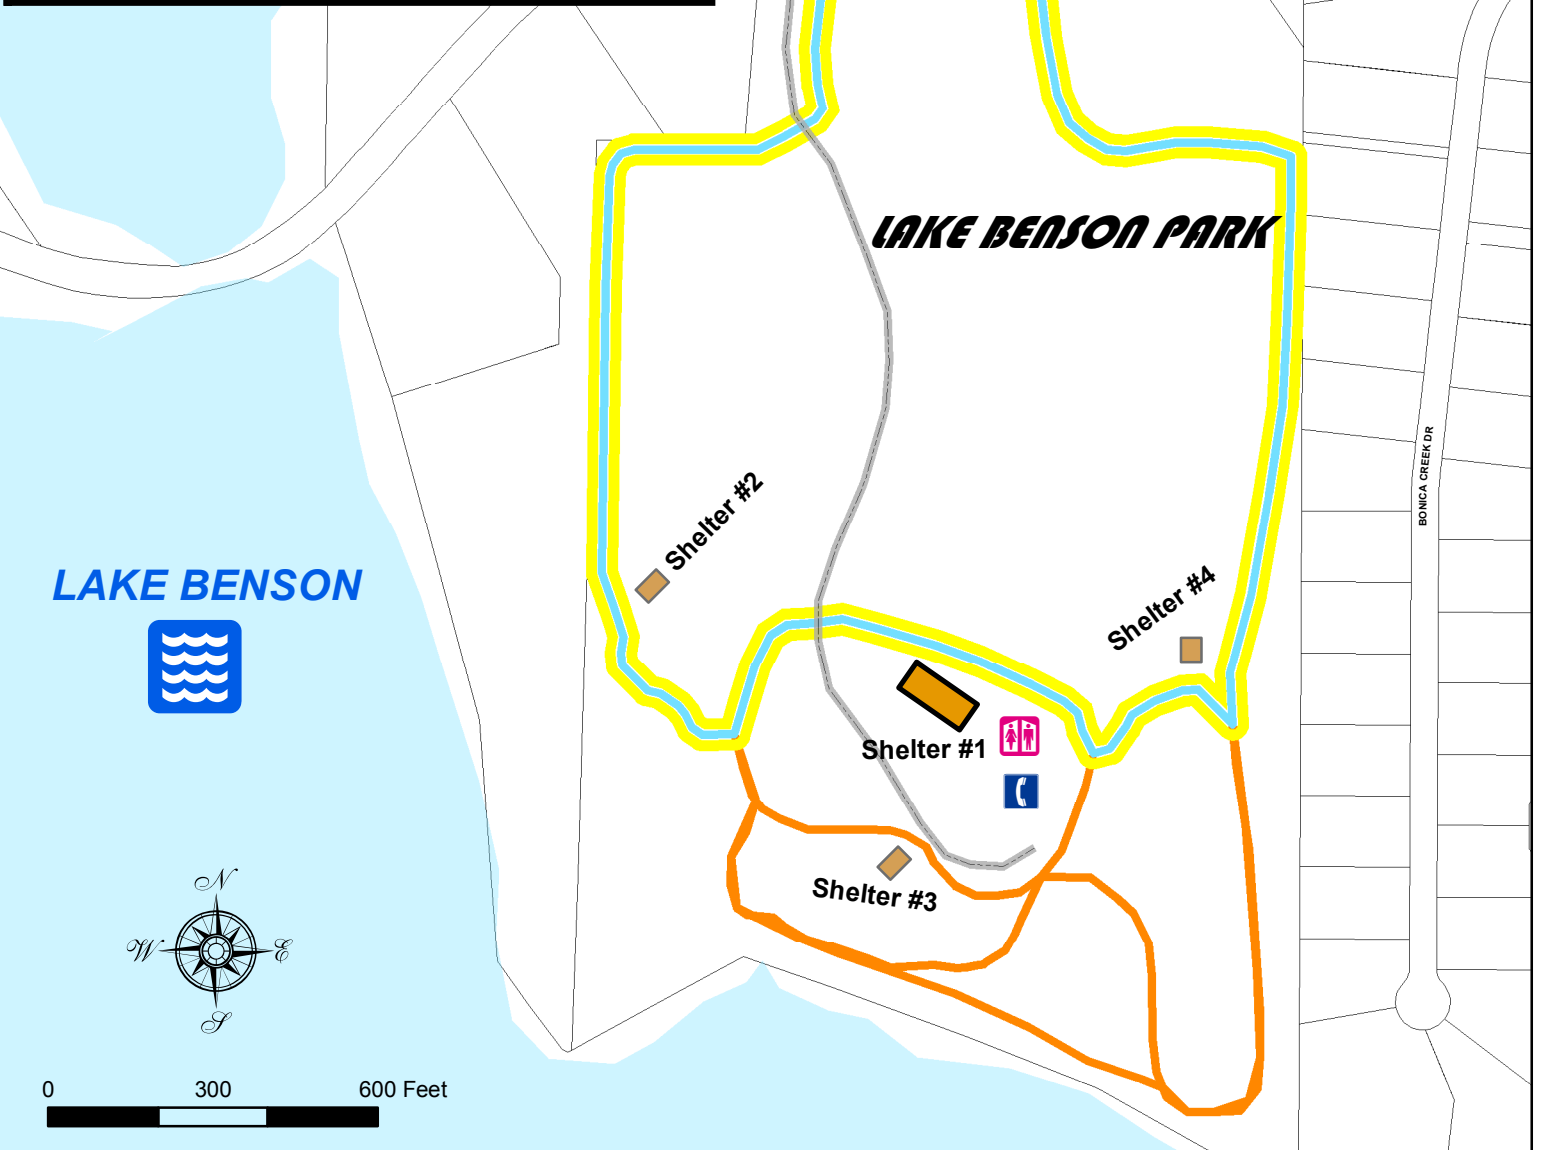 LAKE BENSON PARK
BONICA CREEK DR
Shelter #2
LAKE BENSON
Shelter #4
Shelter #1
Shelter #3
N
W
E
S
0 300 600 Feet